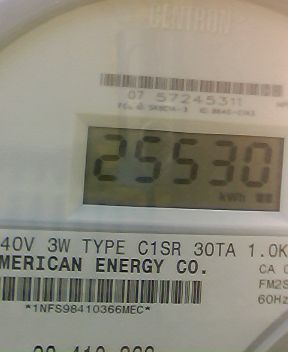 CENTRON
07 57245311
25530
kWh
40V 3W TYPE C1SR 30TA 1.0K
MERICAN ENERGY CO.
CA 0
FM2S
60Hz
*1NFS98410366MEC*